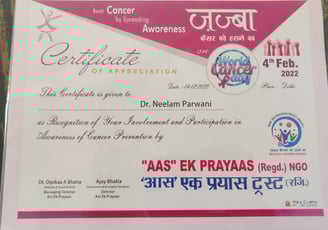 Beat Cancer
by Spreading
Awareness
जज़्बा
कैंसर को हराने का
on
World
Cancer
Day
4th Feb.
2022
Certificate
OF APPRECIATION
Date : 04-02-2022
Place : Delhi
This Certificate is given to
Dr. Neelam Parwani
as Recognition of Your Involvement and Participation in
Awareness of Cancer Prevention by
"AAS" EK PRAYAAS (Regd.) NGO
'आस' एक प्रयास ट्रस्ट (रजि.)
Dr. Dipikaa A Bhatia
Managing Director
Aas Ek Prayaas
Ajay Bhatia
Director
Aas Ek Prayaas